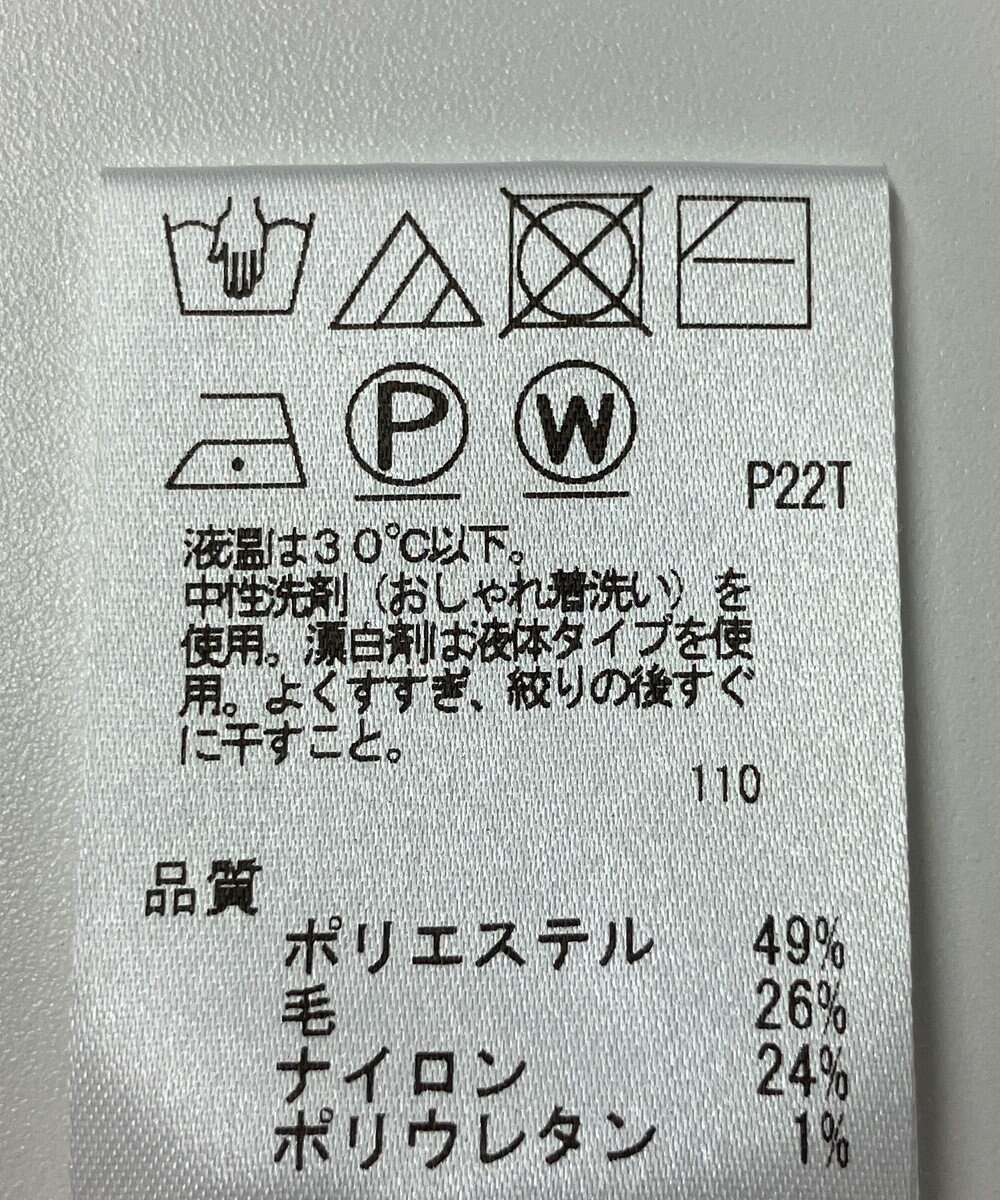 P W P22T
液温は30℃以下。
中性洗剤（おしゃれ着洗い）を
使用。漂白剤は液体タイプを使
用。よくすすぎ、絞りの後すぐ
に干すこと。
110
品質
ポリエステル 49%
毛 26%
ナイロン 24%
ポリウレタン 1%